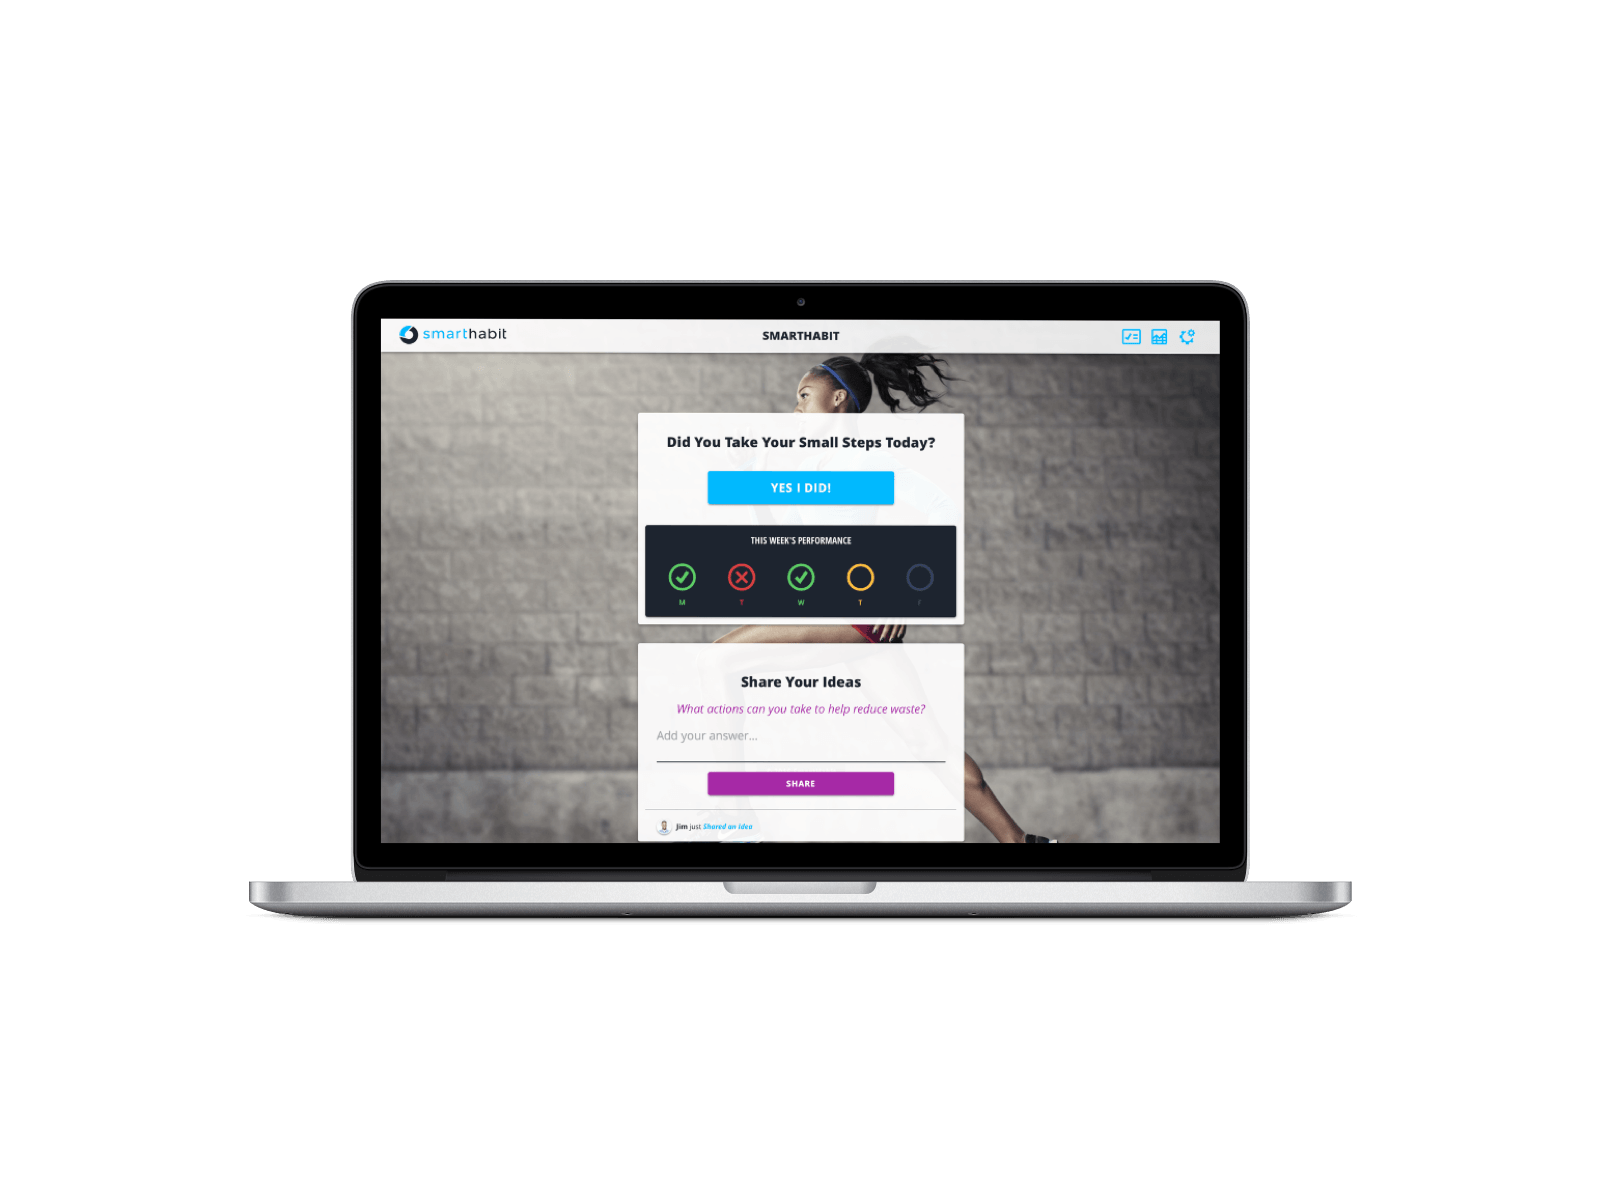 smarthabit
SMARTHABIT
Did You Take Your Small Steps Today?
YES I DID!
THIS WEEK'S PERFORMANCE
M T W T F
Share Your Ideas
What actions can you take to help reduce waste?
Add your answer...
SHARE
Jim just Shared an idea